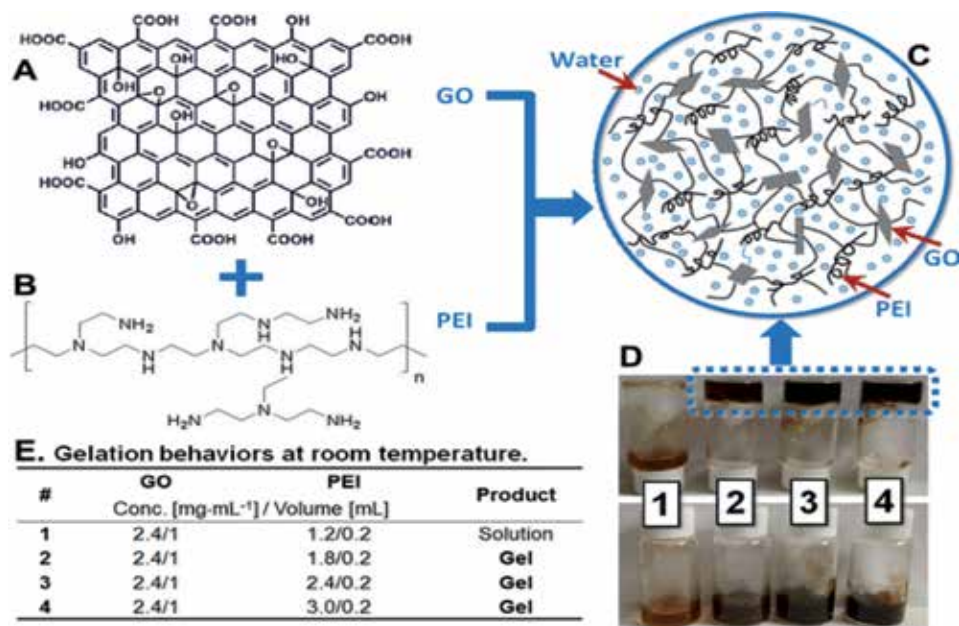 A
COOH
COOH
COOH
OH
COOH
HOOC
HOOC
OH
HO
COOH
OH
O
O
OH
HOOC
OH
OH
O
HO
COOH
HOOC
O
OH
COOH
OH
COOH
COOH
COOH
GO
PEI
B
NH2
NH2
N
N
H
N
N
H
N
H
N
H
N
n
H2N
NH2
C
Water
GO
PEI
D
1
2
3
4
E. Gelation behaviors at room temperature.
# GO PEI Product
Conc. [mg·mL⁻¹] / Volume [mL]
1 2.4/1 1.2/0.2 Solution
2 2.4/1 1.8/0.2 Gel
3 2.4/1 2.4/0.2 Gel
4 2.4/1 3.0/0.2 Gel